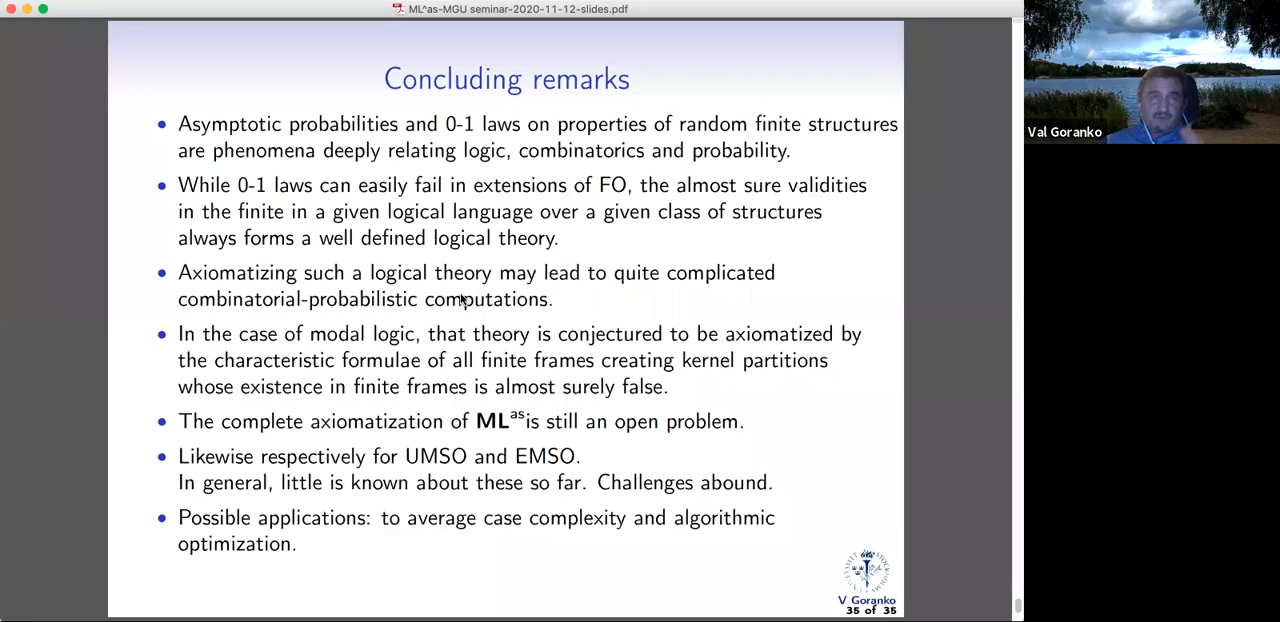 ML^as-MGU seminar-2020-11-12-slides.pdf
Concluding remarks
• Asymptotic probabilities and 0-1 laws on properties of random finite structures
are phenomena deeply relating logic, combinatorics and probability.
• While 0-1 laws can easily fail in extensions of FO, the almost sure validities
in the finite in a given logical language over a given class of structures
always forms a well defined logical theory.
• Axiomatizing such a logical theory may lead to quite complicated
combinatorial-probabilistic computations.
• In the case of modal logic, that theory is conjectured to be axiomatized by
the characteristic formulae of all finite frames creating kernel partitions
whose existence in finite frames is almost surely false.
• The complete axiomatization of ML^as is still an open problem.
• Likewise respectively for UMSO and EMSO.
In general, little is known about these so far. Challenges abound.
• Possible applications: to average case complexity and algorithmic
optimization.
V Goranko
35 of 35
Val Goranko